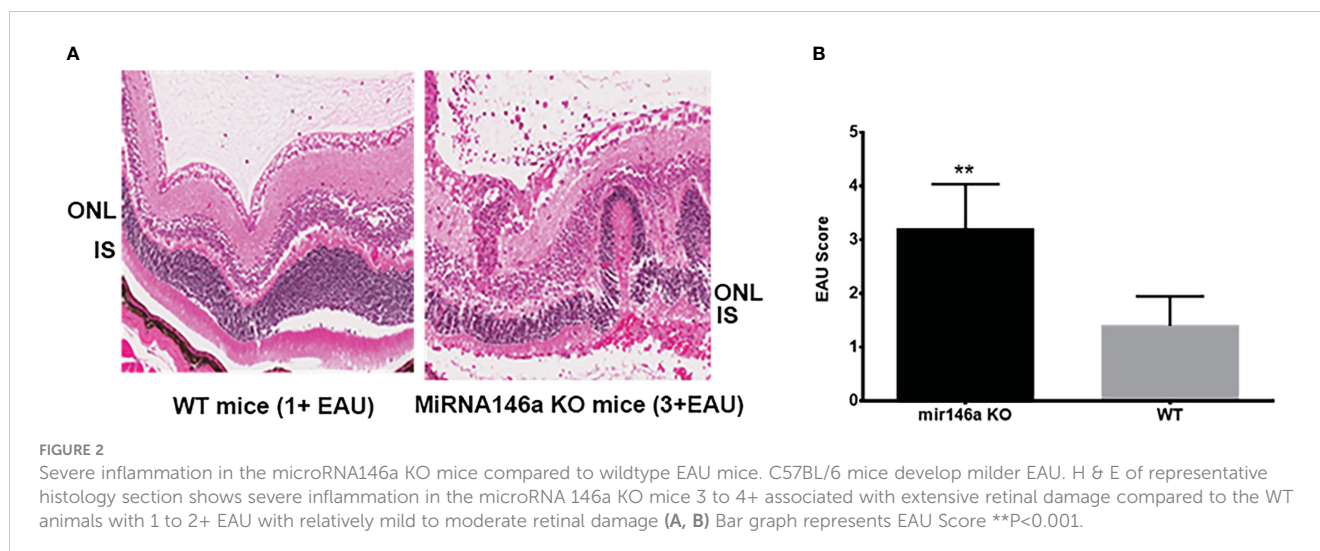 A
ONL
IS
WT mice (1+ EAU)
ONL
IS
MiRNA146a KO mice (3+EAU)
B
5
4
3
2
1
0
EAU Score
**
mir146a KO
WT
FIGURE 2
Severe inflammation in the microRNA146a KO mice compared to wildtype EAU mice. C57BL/6 mice develop milder EAU. H & E of representative
histology section shows severe inflammation in the microRNA 146a KO mice 3 to 4+ associated with extensive retinal damage compared to the WT
animals with 1 to 2+ EAU with relatively mild to moderate retinal damage (A, B) Bar graph represents EAU Score **P<0.001.